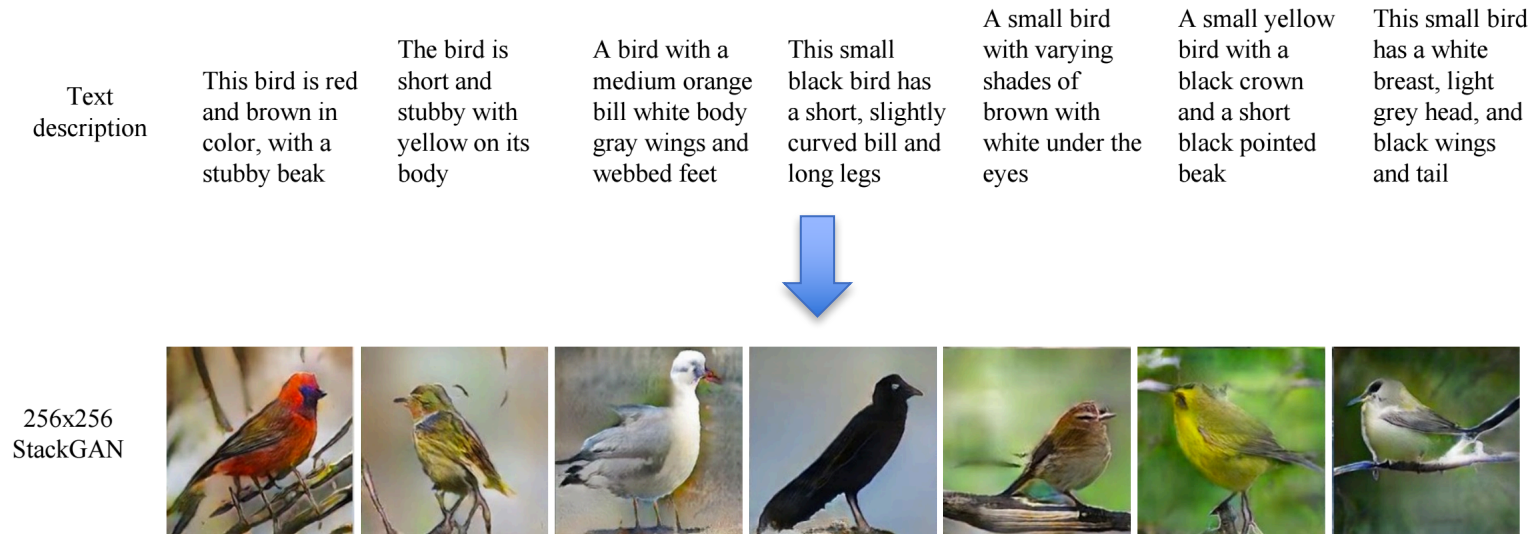 Text
description
This bird is red
and brown in
color, with a
stubby beak
The bird is
short and
stubby with
yellow on its
body
A bird with a
medium orange
bill white body
gray wings and
webbed feet
This small
black bird has
a short, slightly
curved bill and
long legs
A small bird
with varying
shades of
brown with
white under the
eyes
A small yellow
bird with a
black crown
and a short
black pointed
beak
This small bird
has a white
breast, light
grey head, and
black wings
and tail
256x256
StackGAN